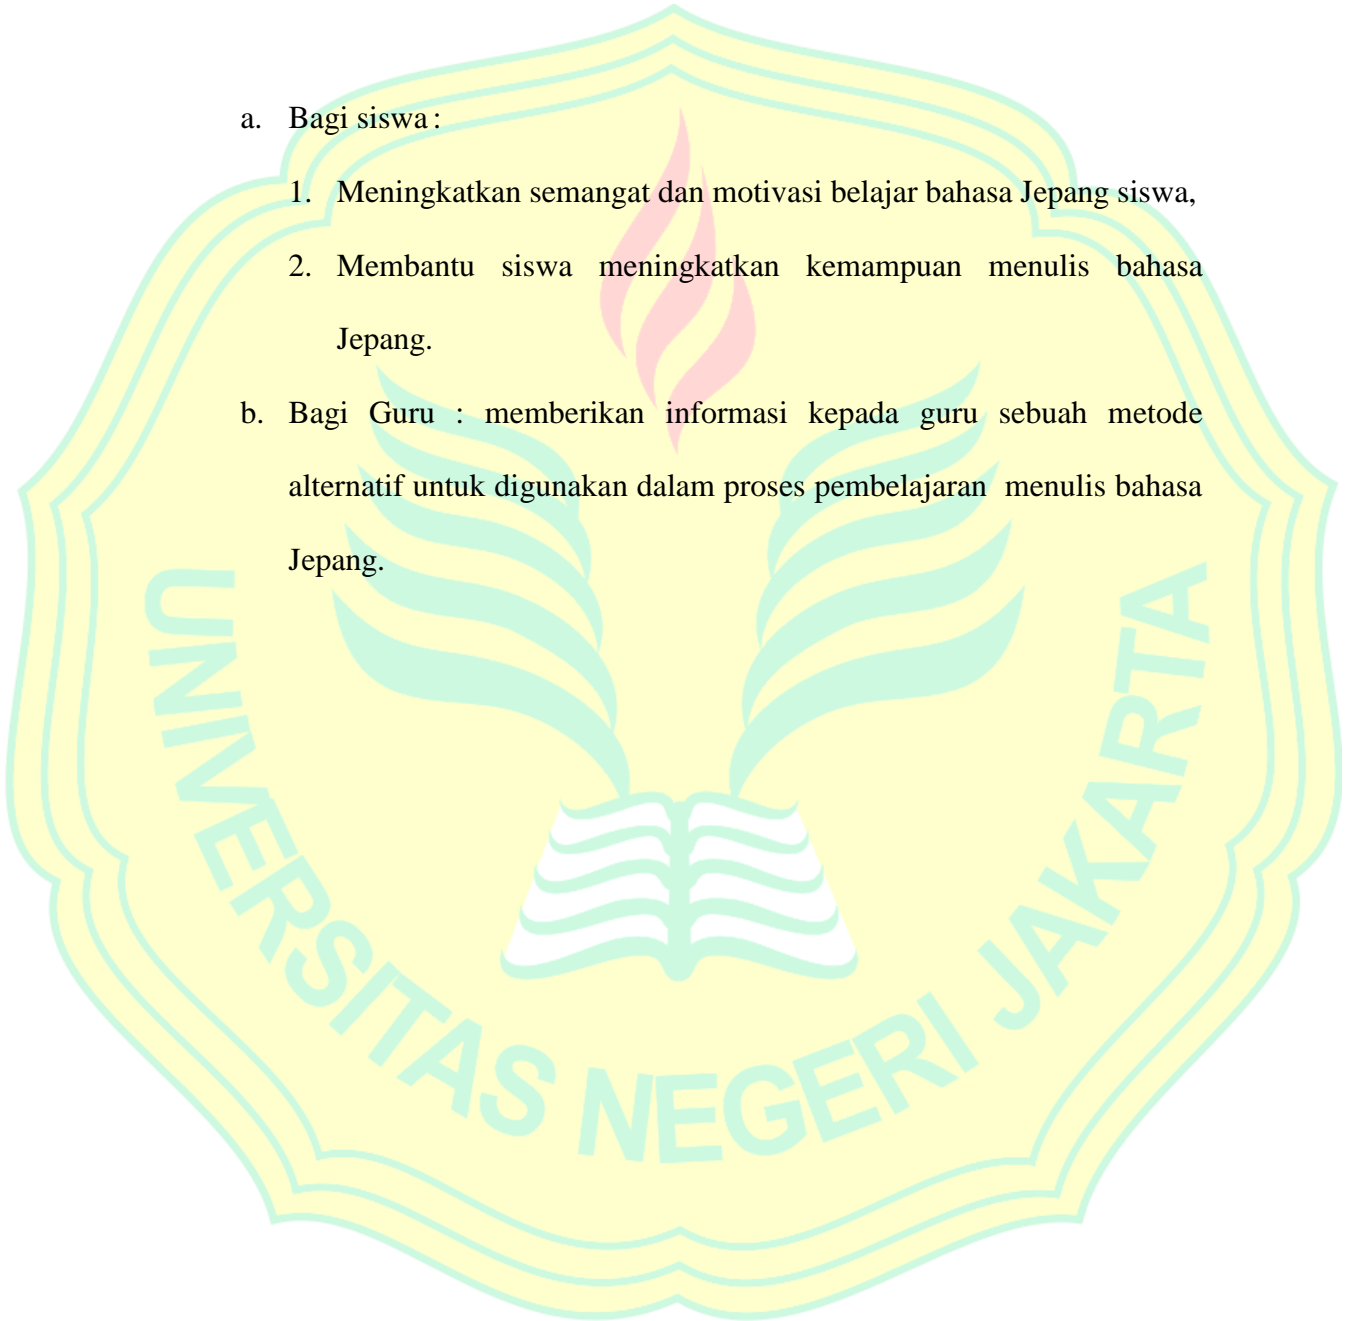 a. Bagi siswa :
1. Meningkatkan semangat dan motivasi belajar bahasa Jepang siswa,
2. Membantu siswa meningkatkan kemampuan menulis bahasa
Jepang.
b. Bagi Guru : memberikan informasi kepada guru sebuah metode
alternatif untuk digunakan dalam proses pembelajaran menulis bahasa
Jepang.
UNIVERSITAS NEGERI JAKARTA